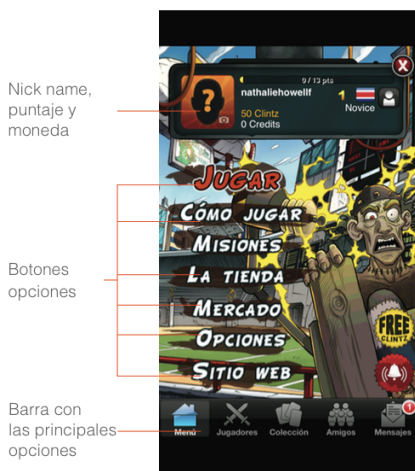 0 / 13 pts
Nick name,
puntaje y
moneda
nathaliehowellf
1
Novice
50 Clintz
0 Credits
Jugar
Cómo jugar
Misiones
La tienda
Mercado
Opciones
Sitio web
Botones
opciones
FREE
CLINTZ
Barra con
las principales
opciones
Menú
Jugadores
Colección
Amigos
Mensajes
1